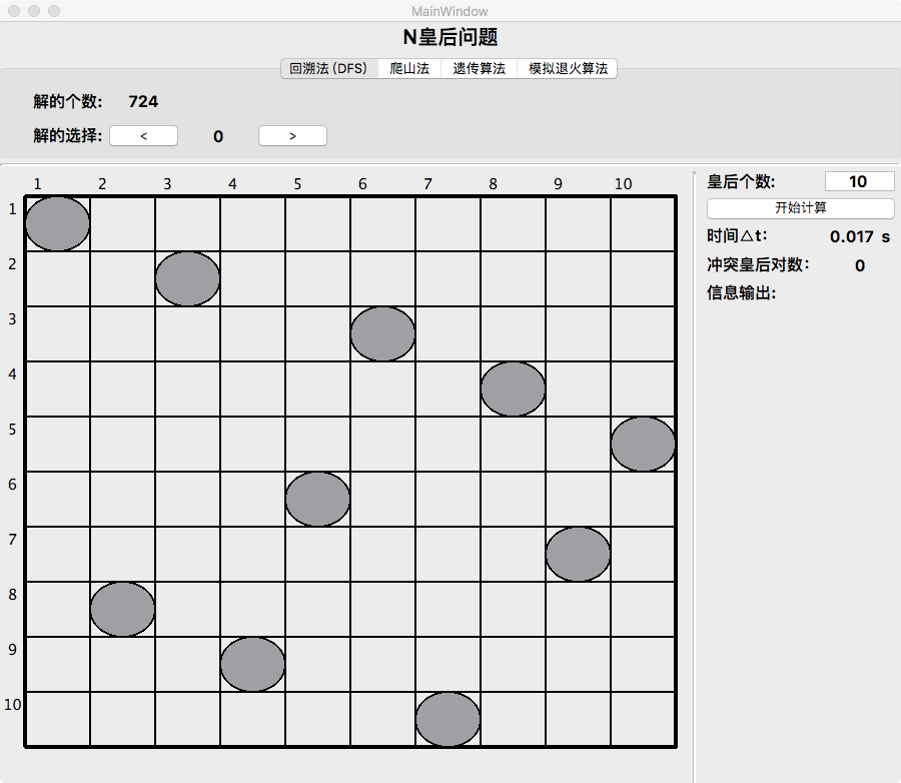 MainWindow
N皇后问题
回溯法 (DFS) 爬山法 遗传算法 模拟退火算法
解的个数: 724
解的选择: < 0 >
1 2 3 4 5 6 7 8 9 10
1
2
3
4
5
6
7
8
9
10
皇后个数: 10
开始计算
时间△t: 0.017 s
冲突皇后对数: 0
信息输出: